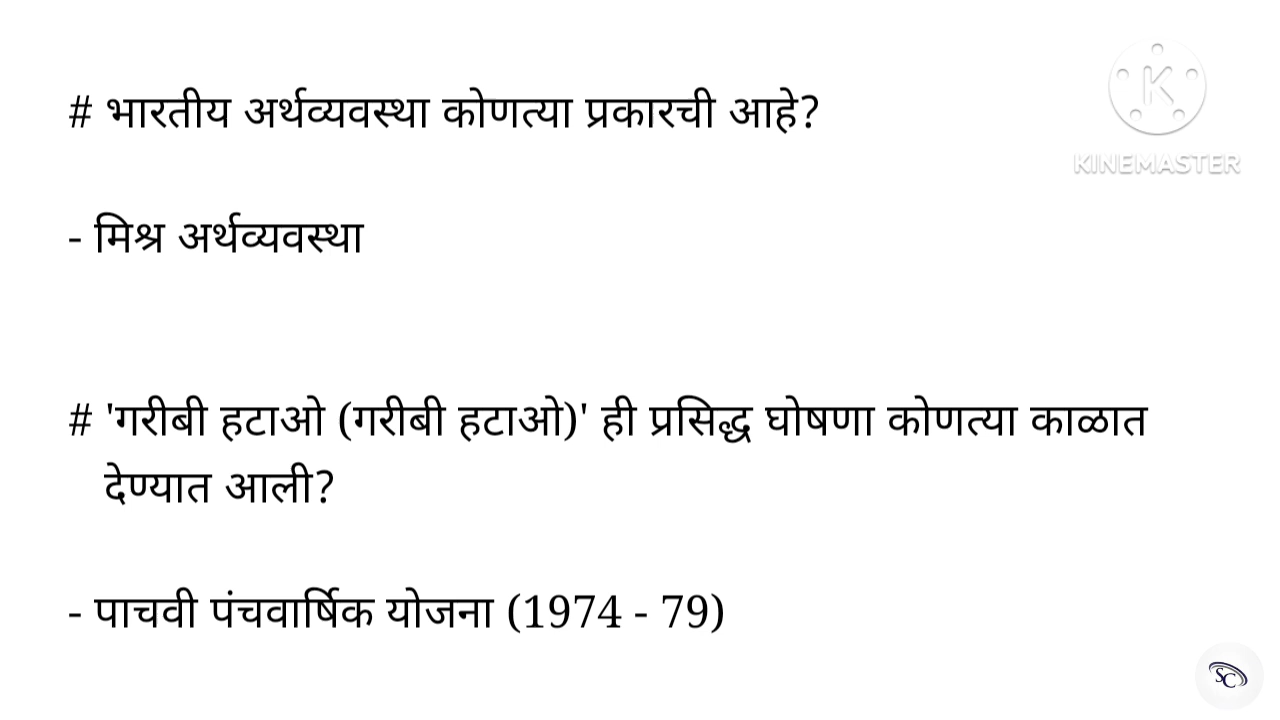 # भारतीय अर्थव्यवस्था कोणत्या प्रकारची आहे?
KINEMASTER
- मिश्र अर्थव्यवस्था
# 'गरीबी हटाओ (गरीबी हटाओ)' ही प्रसिद्ध घोषणा कोणत्या काळात
देण्यात आली?
- पाचवी पंचवार्षिक योजना (1974 - 79)
SC